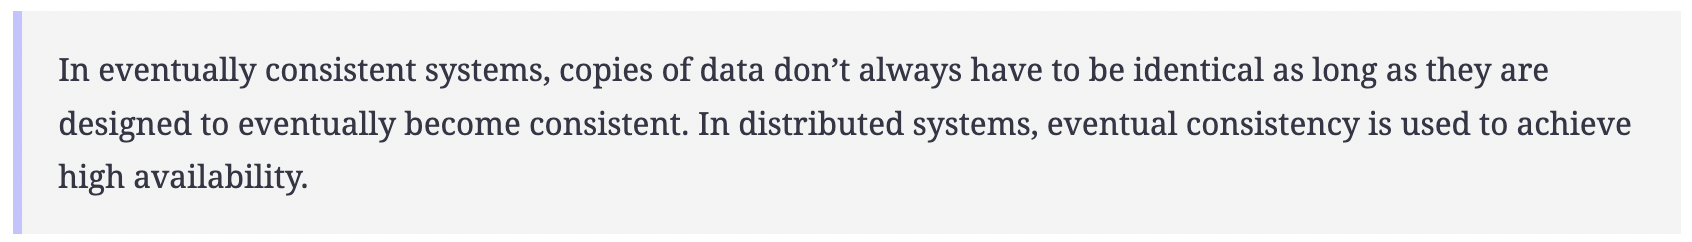 In eventually consistent systems, copies of data don’t always have to be identical as long as they are
designed to eventually become consistent. In distributed systems, eventual consistency is used to achieve
high availability.